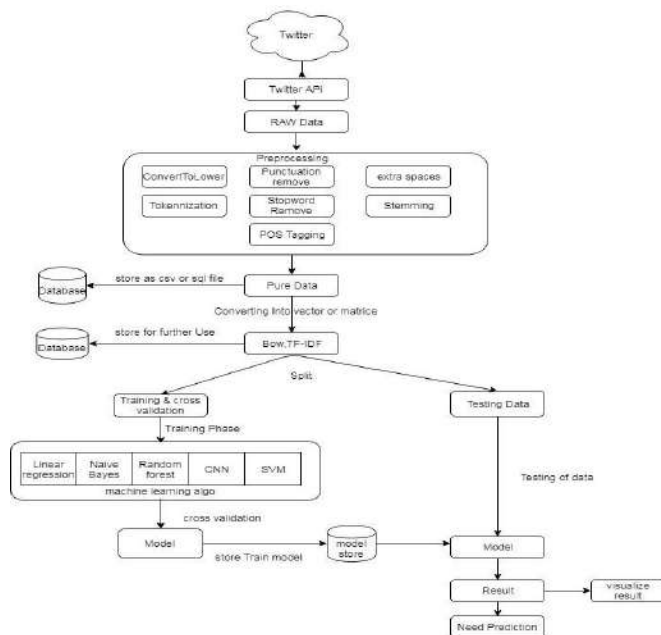 Twitter
Twitter API
RAW Data
Preprocessing
ConvertToLower
Punctuation
remove
extra spaces
Tokennization
Stopword
Remove
Stemming
POS Tagging
Database
store as csv or sql file
Pure Data
Converting Into vector or matrice
Database
store for further Use
Bow,TF-IDF
Split
Training & cross
validation
Testing Data
Training Phase
Linear
regression
Naive
Bayes
Random
forest
CNN
SVM
machine learning algo
Testing of data
cross validation
Model
store Train model
model
store
Model
Result
visualize
result
Need Prediction